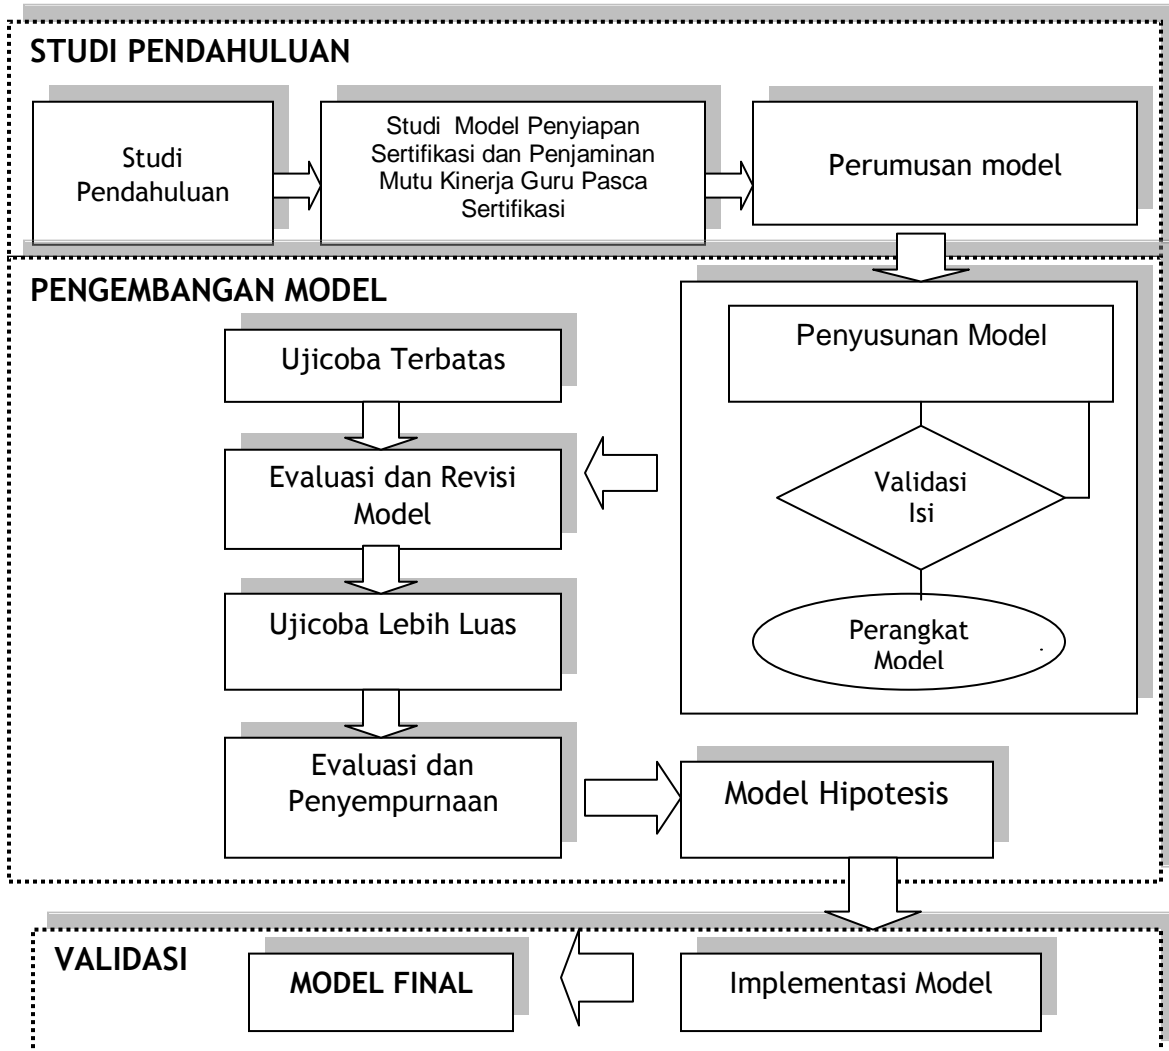 STUDI PENDAHULUAN
Studi
Pendahuluan
Studi Model Penyiapan
Sertifikasi dan Penjaminan
Mutu Kinerja Guru Pasca
Sertifikasi
Perumusan model
PENGEMBANGAN MODEL
Ujicoba Terbatas
Evaluasi dan Revisi
Model
Ujicoba Lebih Luas
Evaluasi dan
Penyempurnaan
Penyusunan Model
Validasi
Isi
Perangkat
Model
Model Hipotesis
VALIDASI
MODEL FINAL
Implementasi Model